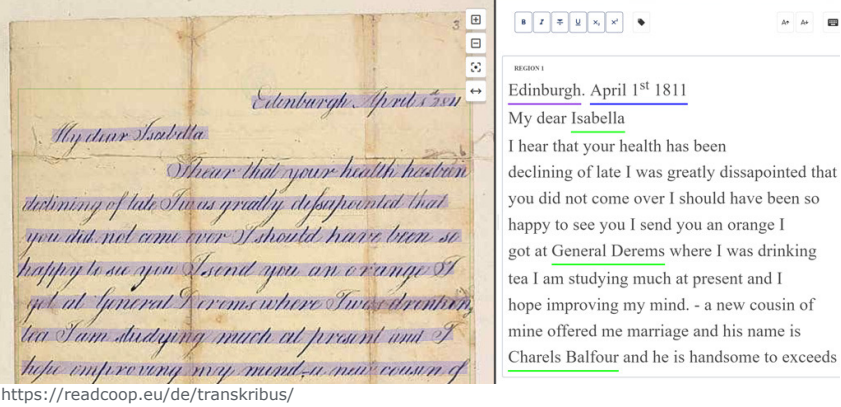 3
Edinburgh April
My dear Isabella
I hear that your health has been
declining of late I was greatly dissapointed that
you did not come over I should have been so
happy to see you I send you an orange I
got at General Derems where I was drinking
tea I am studying much at present and I
hope improving my mind - a new cousin of
B I T U x₂ x²
REGION 1
Edinburgh. April 1st 1811
My dear Isabella
I hear that your health has been
declining of late I was greatly dissapointed that
you did not come over I should have been so
happy to see you I send you an orange I
got at General Derems where I was drinking
tea I am studying much at present and I
hope improving my mind. - a new cousin of
mine offered me marriage and his name is
Charels Balfour and he is handsome to exceeds
https://readcoop.eu/de/transkribus/